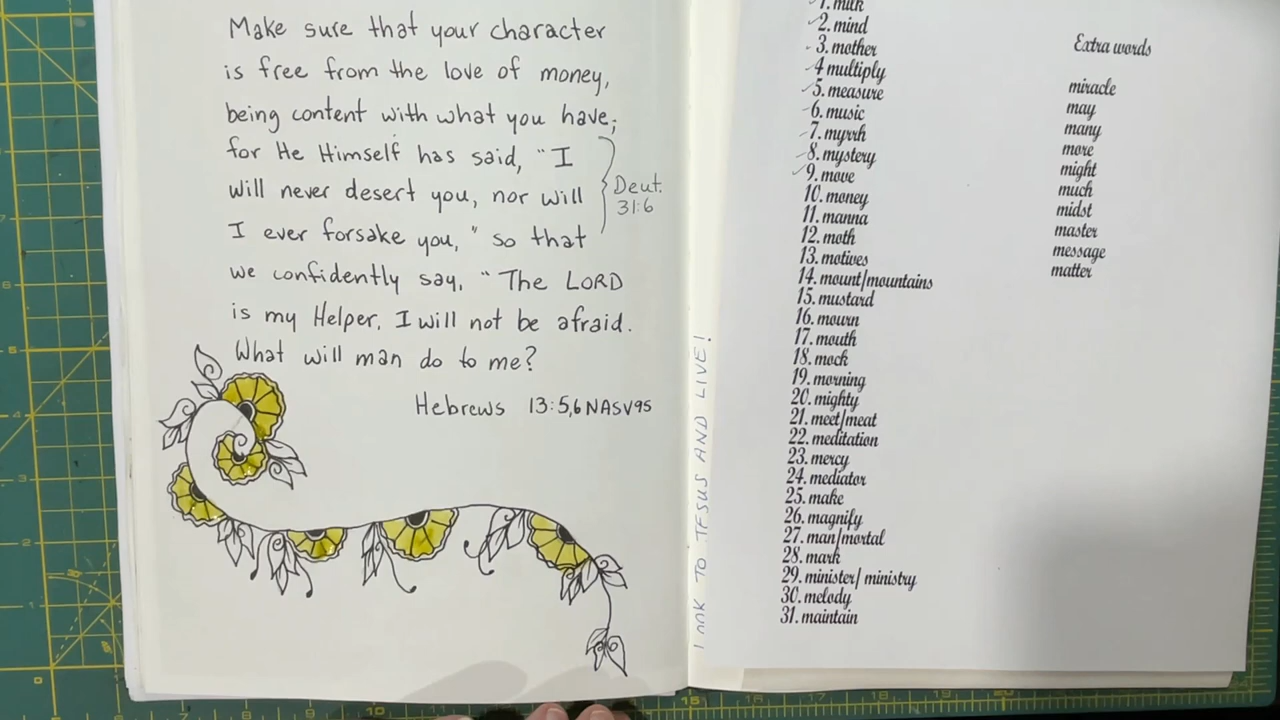 Make sure that your character
is free from the love of money,
being content with what you have;
for He Himself has said, "I
will never desert you, nor will
I ever forsake you," so that
we confidently say, "The LORD
is my Helper, I will not be afraid.
What will man do to me?
Deut.
31:6
Hebrews 13:5,6 NASV95
TO JESUS AND LIVE!
1. milk
2. mind
3. mother
4 multiply
5. measure
6. music
7. myrrh
8. mystery
9. move
10. money
11. manna
12. moth
13. motives
14. mount/mountains
15. mustard
16. mourn
17. mouth
18. mock
19. morning
20. mighty
21. meet/meat
22. meditation
23. mercy
24. mediator
25. make
26. magnify
27. man/mortal
28. mark
29. minister/ ministry
30. melody
31. maintain
Extra words
miracle
may
many
more
might
much
midst
master
message
matter